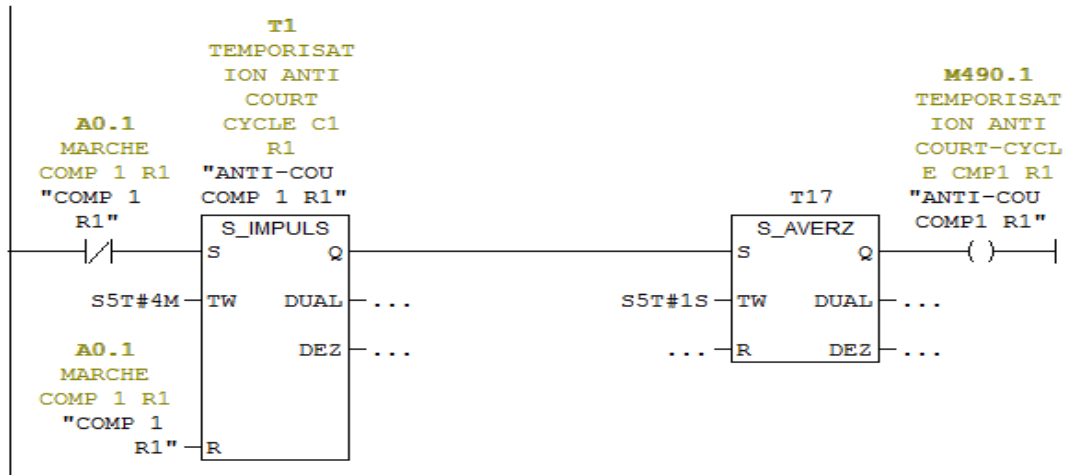 T1
TEMPORISAT
ION ANTI
COURT
CYCLE C1
R1
"ANTI-COU
COMP 1 R1"
A0.1
MARCHE
COMP 1 R1
"COMP 1
R1"
S_IMPULS
S Q
S5T#4M TW DUAL ...
DEZ ...
A0.1
MARCHE
COMP 1 R1
"COMP 1
R1" R
T17
S_AVERZ
S Q
S5T#1S TW DUAL ...
... R DEZ ...
M490.1
TEMPORISAT
ION ANTI
COURT-CYCL
E CMP1 R1
"ANTI-COU
COMP1 R1"